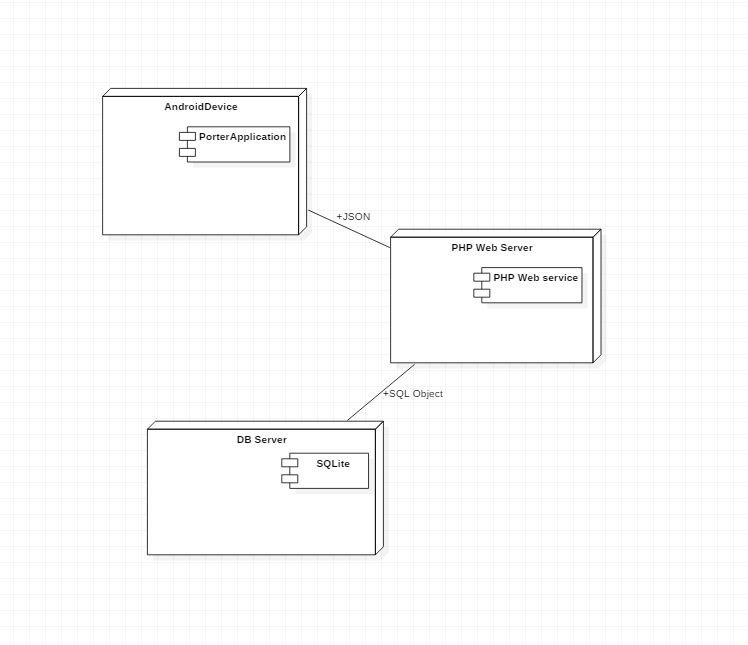 AndroidDevice
PorterApplication
+JSON
PHP Web Server
PHP Web service
+SQL Object
DB Server
SQLite